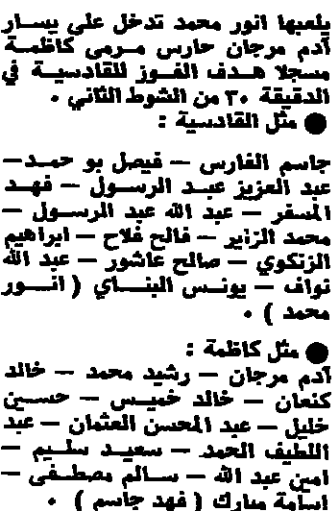 يلعبها انور محمد تدخل على يسار
آدم مرجان حارس مرمى كاظمة
مسجلا هدف الفوز للقادسية في
الدقيقة ٣٠ من الشوط الثاني •
● مثل القادسية :
جاسم الفارس — فيصل بو حمد —
عبد العزيز عبد الرسول — فهد
المسقر — عبد الله عبد الرسول —
محمد الزاير — فالح فلاح — ابراهيم
الزنكوي — صالح عاشور — عبد الله
نواف — يونس البناي ( انور
محمد ) •
● مثل كاظمة :
آدم مرجان — رشيد محمد — خالد
كنعان — خالد خميس — حسين
خليل — عبد المحسن العثمان — عبد
اللطيف الحمد — سعيد سليم —
امين عبد الله — سالم مصطفى —
اسامة مبارك ( فهد جاسم ) •